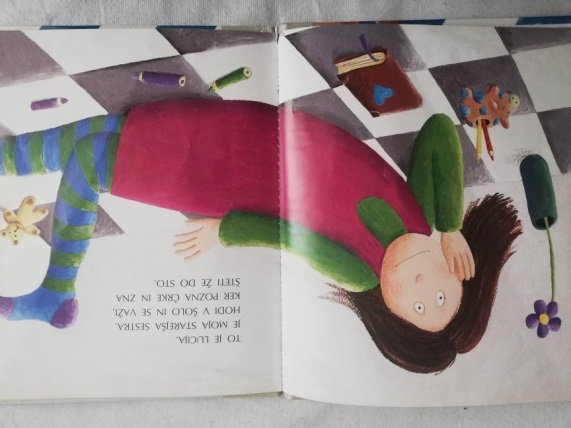 TO JE LUCIJA.
JE MOJA STAREJŠA SESTRA.
HODI V ŠOLO IN SE VAŽI,
KER POZNA ČRKE IN ZNA
ŠTETI ŽE DO STO.